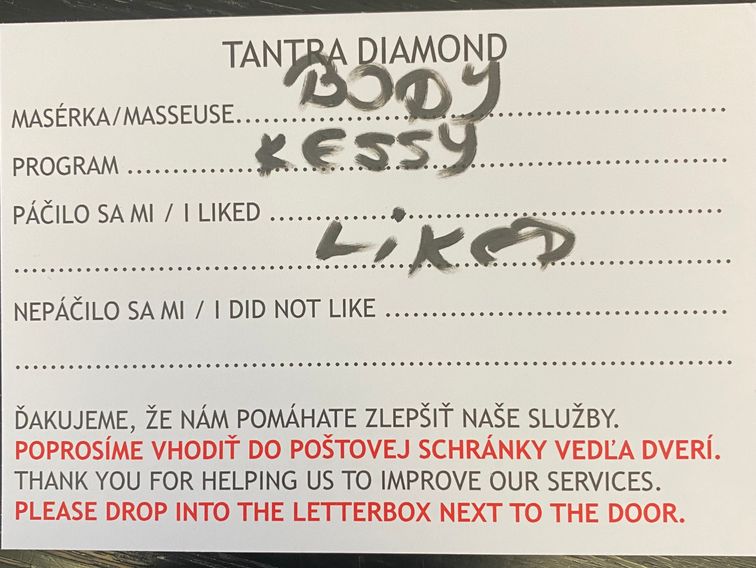 TANTRA DIAMOND
MASÉRKA/MASSEUSE.......... BODY
PROGRAM .......... KESSY
PÁČILO SA MI / I LIKED ..........
LiKED
NEPÁČILO SA MI / I DID NOT LIKE ..........
ĎAKUJEME, ŽE NÁM POMÁHATE ZLEPŠIŤ NAŠE SLUŽBY.
POPROSÍME VHODIŤ DO POŠTOVEJ SCHRÁNKY VEDĽA DVERÍ.
THANK YOU FOR HELPING US TO IMPROVE OUR SERVICES.
PLEASE DROP INTO THE LETTERBOX NEXT TO THE DOOR.